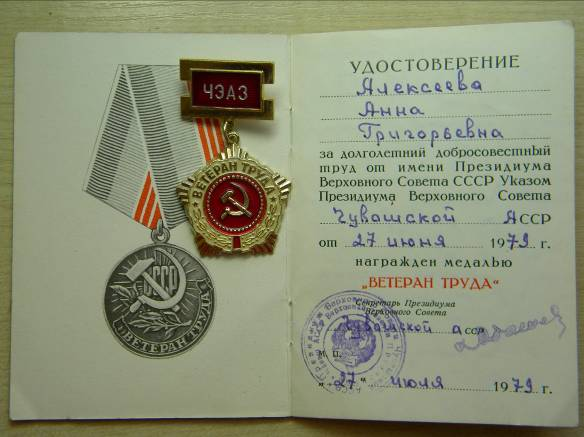 ЧЭАЗ
ВЕТЕРАН ТРУДА
СССР
ВЕТЕРАН ТРУДА
УДОСТОВЕРЕНИЕ
Алексеева
Анна
Григорьевна
за долголетний добросовестный
труд от имени Президиума
Верховного Совета СССР Указом
Президиума Верховного Совета
Чувашской АССР
от 27 июня 1979 г.
награжден медалью
„ВЕТЕРАН ТРУДА“
Секретарь Президиума
Верховного Совета
Чувашской АССР
М. П.
„27“ июля 1979 г.